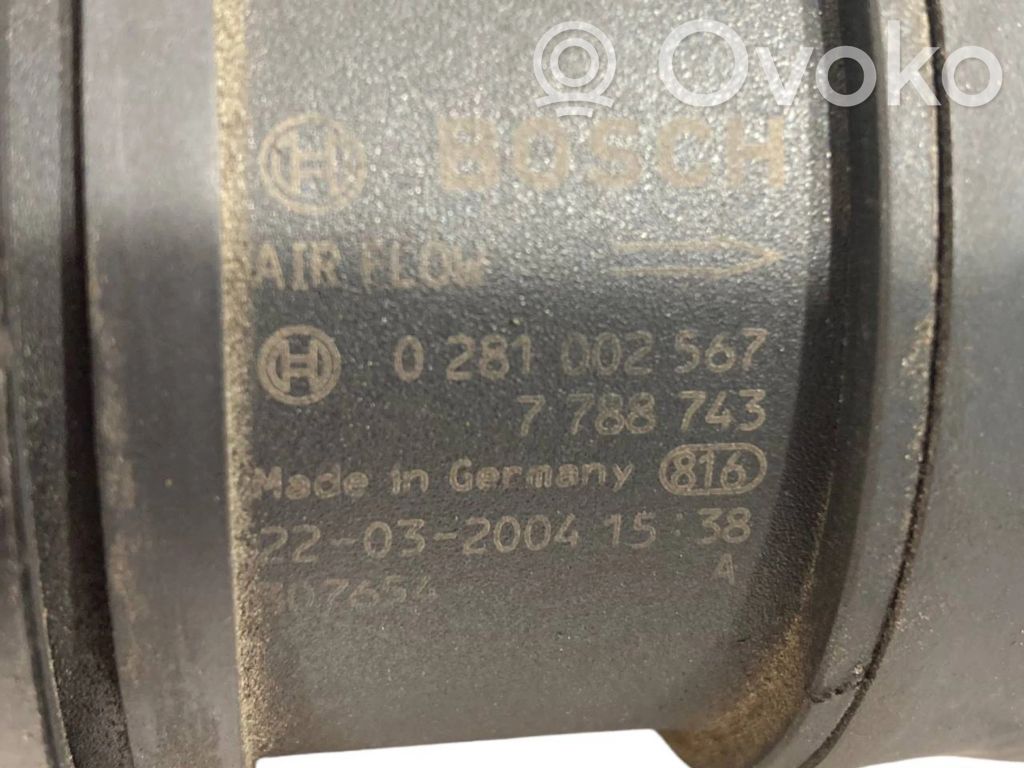 Ovoko
BOSCH
AIR FLOW
0 281 002 567
7 788 743
Made in Germany 816
22-03-2004 15:38
A